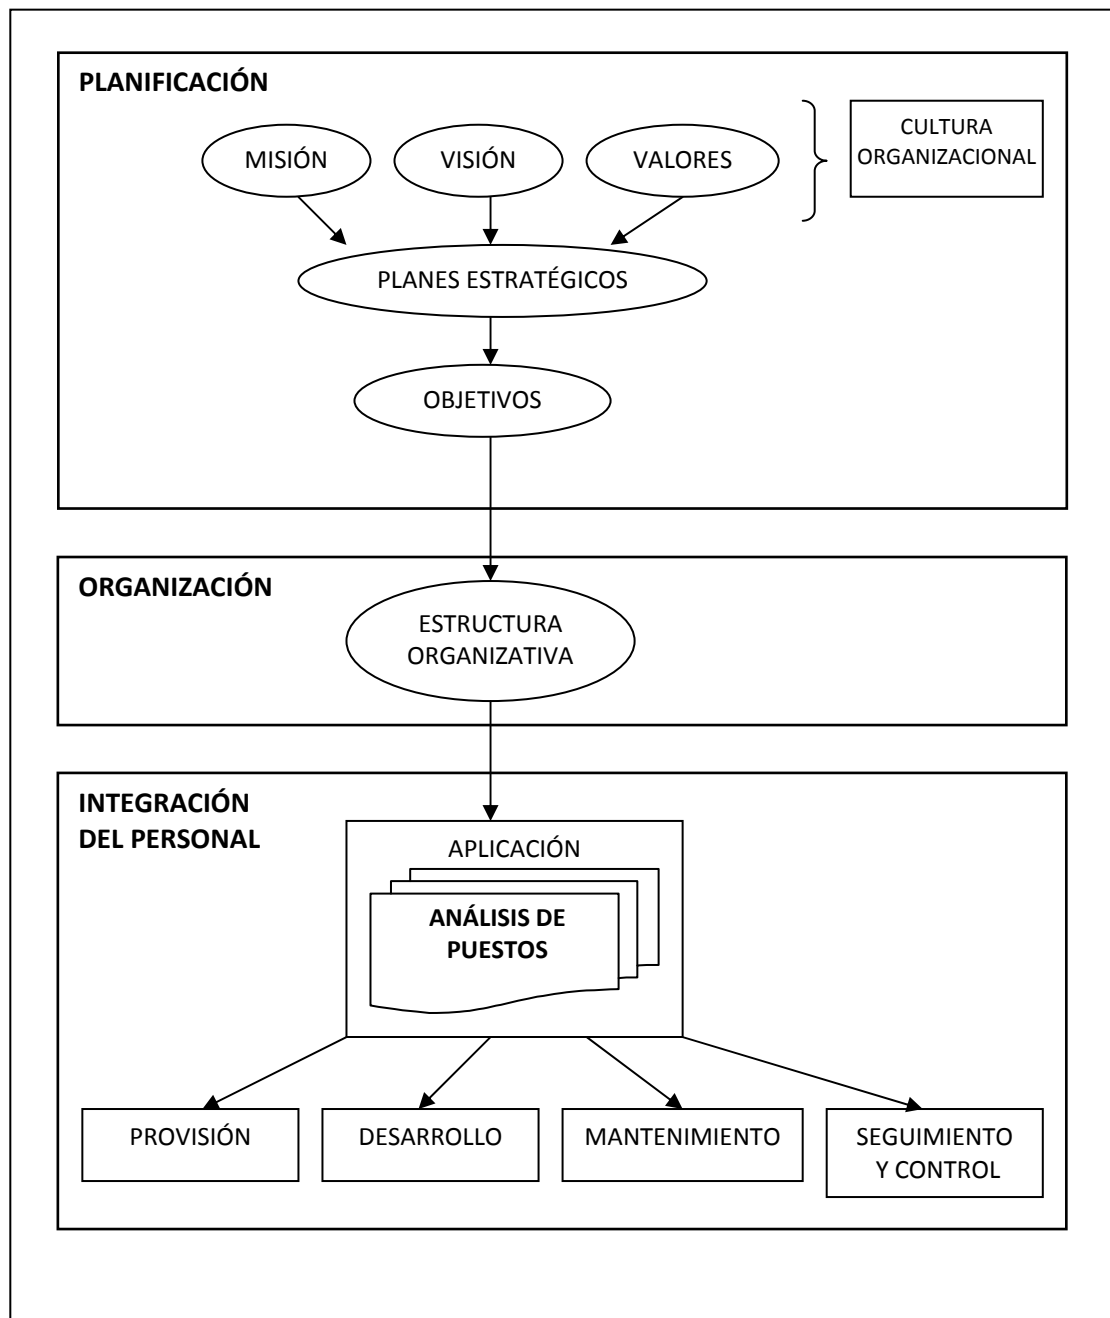 PLANIFICACIÓN
MISIÓN
VISIÓN
VALORES
CULTURA
ORGANIZACIONAL
PLANES ESTRATÉGICOS
OBJETIVOS
ORGANIZACIÓN
ESTRUCTURA
ORGANIZATIVA
INTEGRACIÓN
DEL PERSONAL
APLICACIÓN
ANÁLISIS DE
PUESTOS
PROVISIÓN
DESARROLLO
MANTENIMIENTO
SEGUIMIENTO
Y CONTROL